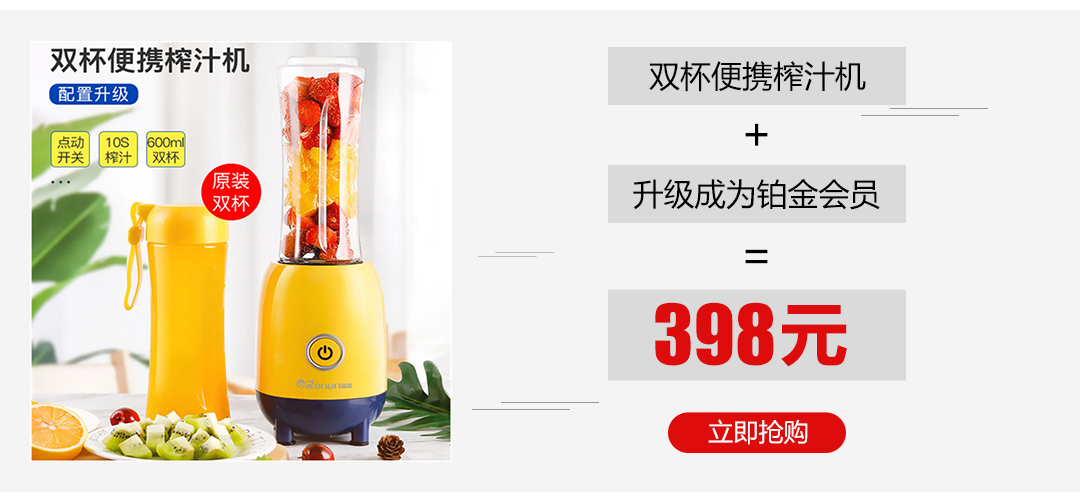 双杯便携榨汁机
配置升级
点动
开关
10S
榨汁
600ml
双杯
...
原装
双杯
双杯便携榨汁机
+
升级成为铂金会员
=
398元
立即抢购